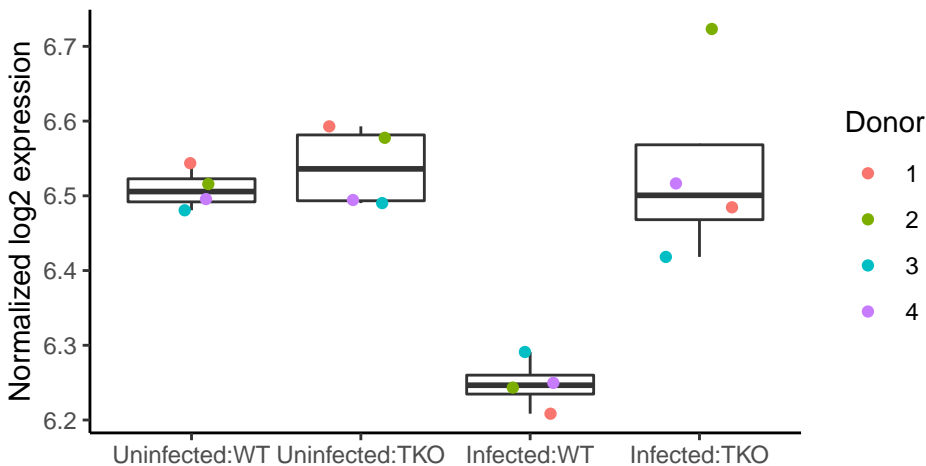 Normalized log2 expression
6.7
6.6
6.5
6.4
6.3
6.2
Uninfected:WT
Uninfected:TKO
Infected:WT
Infected:TKO
Donor
1
2
3
4